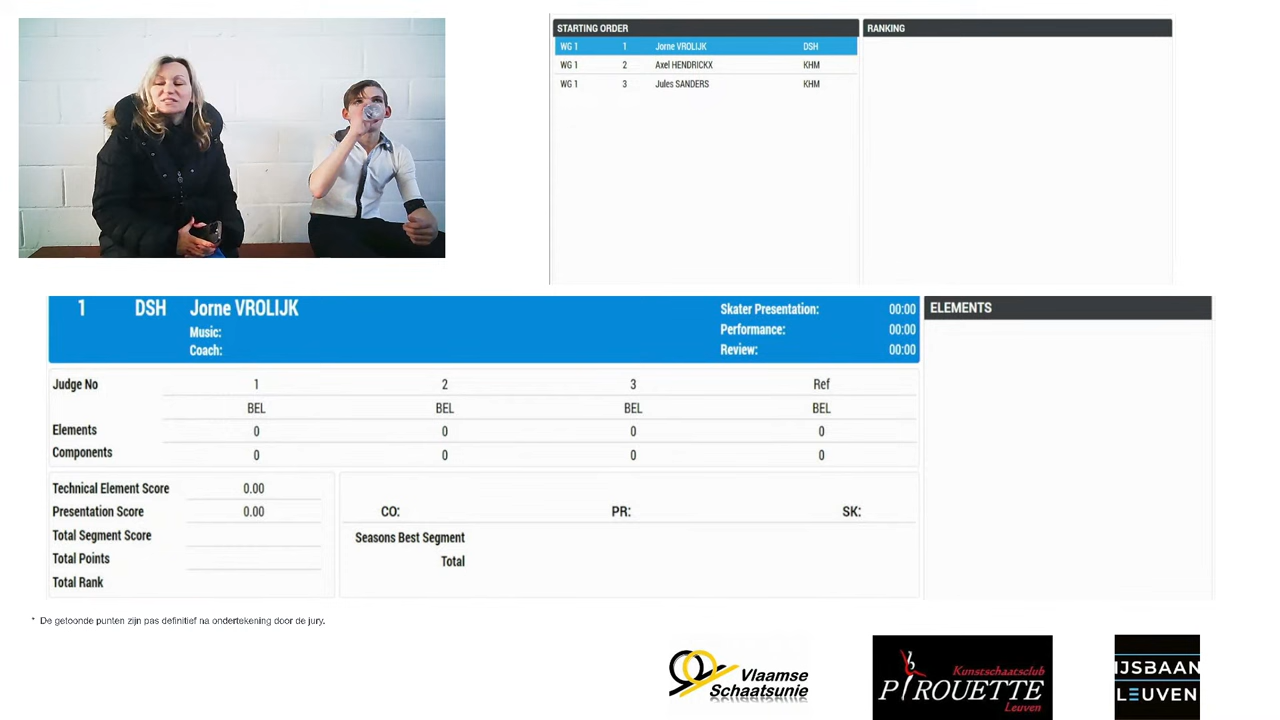 STARTING ORDER
WG 1 1 Jorne VROLIJK DSH
WG 1 2 Axel HENDRICKX KHM
WG 1 3 Jules SANDERS KHM
RANKING
1 DSH Jorne VROLIJK
Music:
Coach:
Skater Presentation: 00:00
Performance: 00:00
Review: 00:00
ELEMENTS
Judge No 1 2 3 Ref
BEL BEL BEL BEL
Elements 0 0 0 0
Components 0 0 0 0
Technical Element Score 0.00
Presentation Score 0.00
Total Segment Score
Total Points
Total Rank
CO: PR: SK:
Seasons Best Segment
Total
* De getoonde punten zijn pas definitief na ondertekening door de jury.
Vlaamse
Schaatsunie
Kunstschaatsclub
PIROUETTE
Leuven
IJSBAAN
LEUVEN